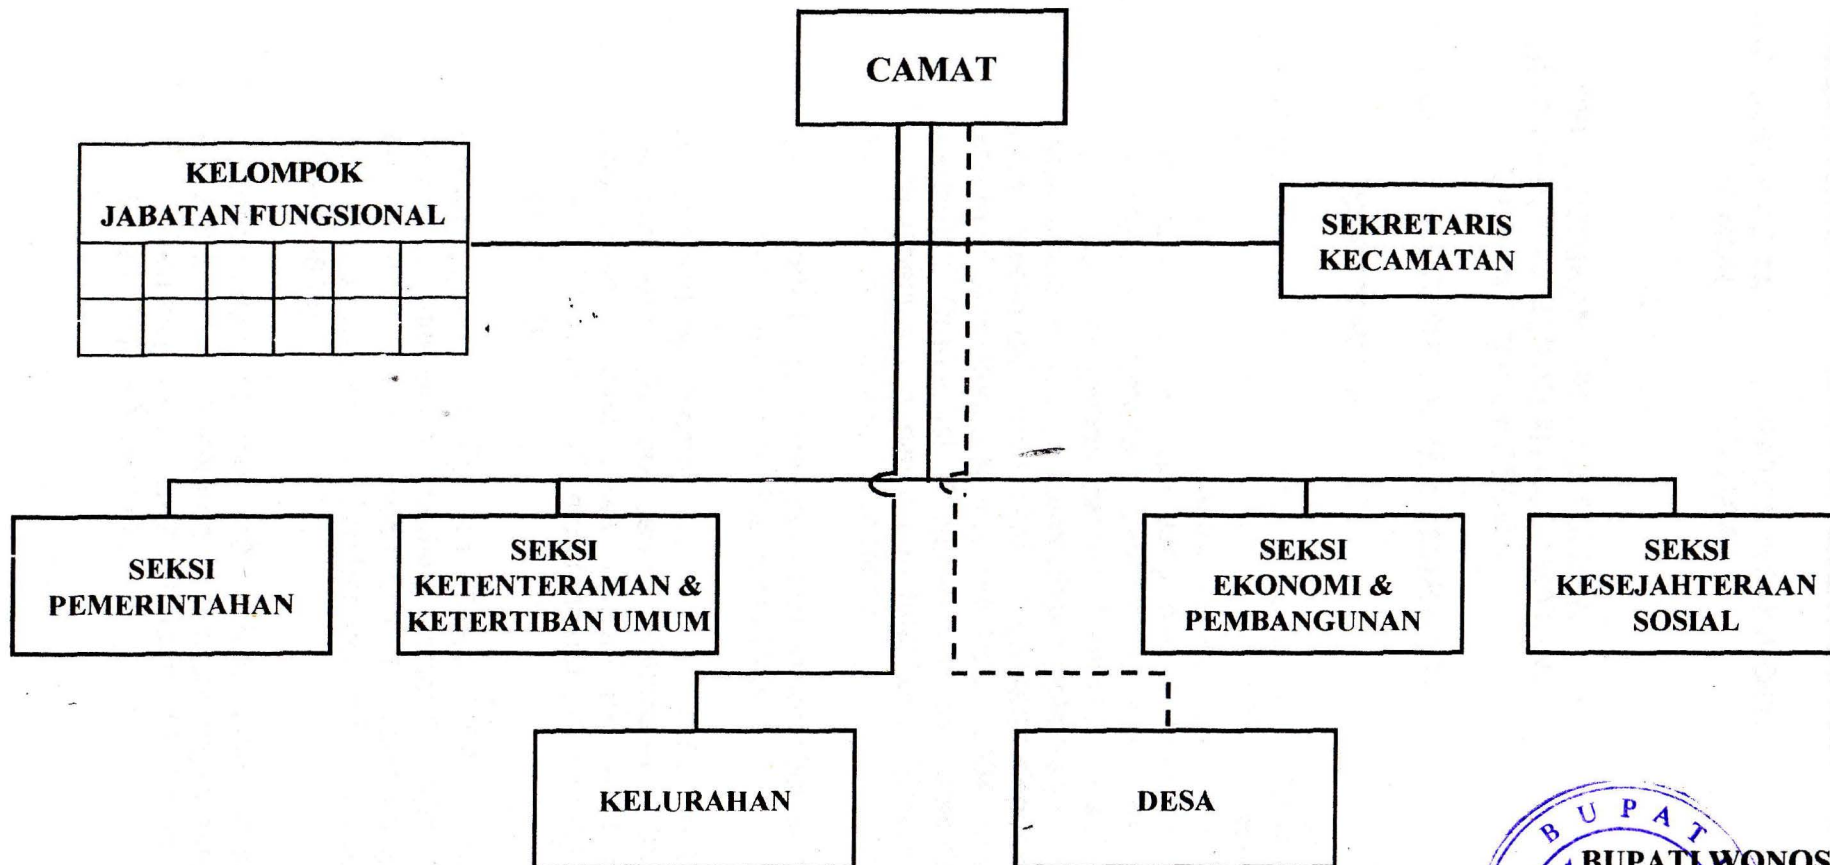 CAMAT
KELOMPOK
JABATAN FUNGSIONAL
SEKRETARIS
KECAMATAN
SEKSI
PEMERINTAHAN
SEKSI
KETENTERAMAN &
KETERTIBAN UMUM
SEKSI
EKONOMI &
PEMBANGUNAN
SEKSI
KESEJAHTERAAN
SOSIAL
KELURAHAN
DESA
BUPAT
BUPATI WONOS